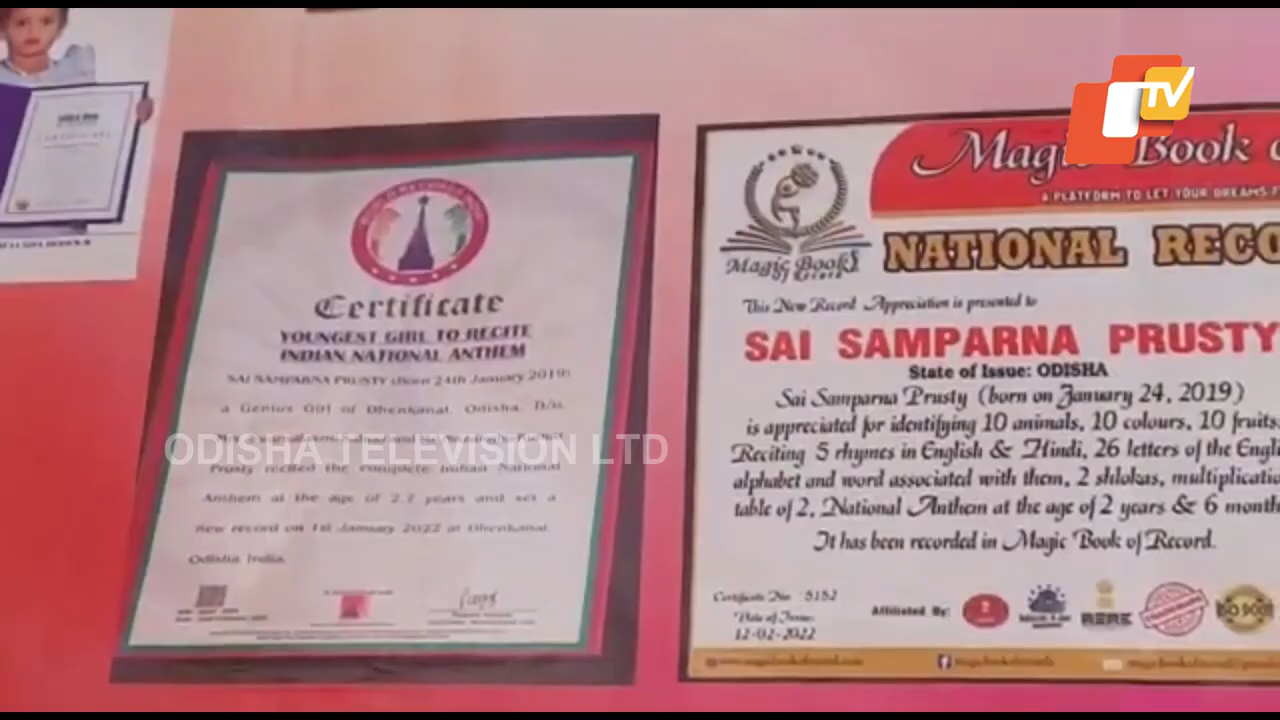 TV
Certificate
YOUNGEST GIRL TO RECITE
INDIAN NATIONAL ANTHEM
SAI SAMPARNA PRUSTY (Born 24th January 2019)
a Genius Girl of Dhenkanal, Odisha, D/o.
ODISHA TELEVISION LTD
Prusty recited the complete Indian National
Anthem at the age of 2.7 years and set a
new record on 1st January 2022 at Dhenkanal,
Odisha India.
Magic Book
A PLATFORM TO LET YOUR DREAMS
Magic Book
Of Record
NATIONAL RECO
This New Record Appreciation is presented to
SAI SAMPARNA PRUSTY
State of Issue: ODISHA
Sai Samparna Prusty (born on January 24, 2019)
is appreciated for identifying 10 animals, 10 colours, 10 fruits,
Reciting 5 rhymes in English & Hindi, 26 letters of the Engli
alphabet and word associated with them, 2 shlokas, multiplicatio
table of 2, National Anthem at the age of 2 years & 6 month
It has been recorded in Magic Book of Record.
Certificate No: 5152
Date of Issue:
12-02-2022
Affiliated By:
ISO 9001